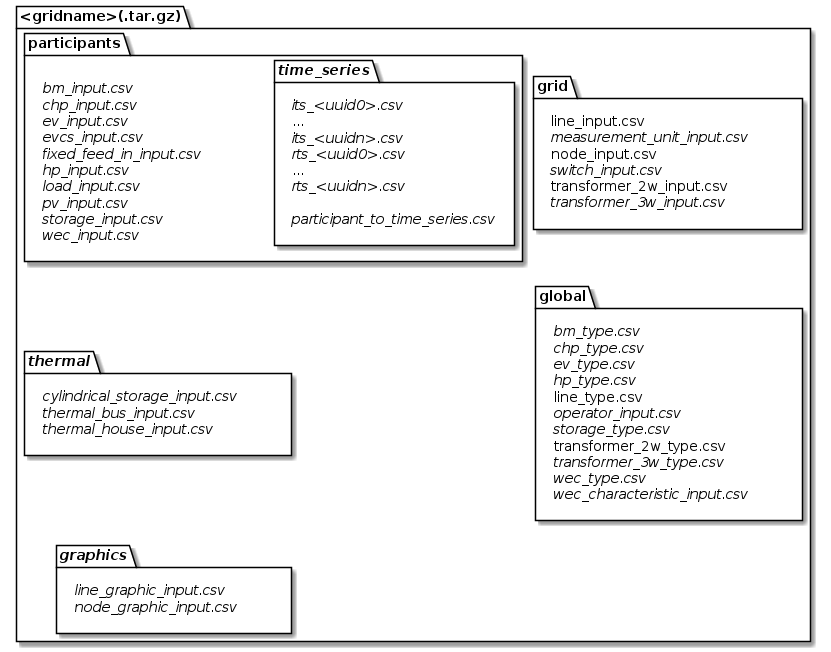 <gridname>(.tar.gz)
participants
bm_input.csv
chp_input.csv
ev_input.csv
evcs_input.csv
fixed_feed_in_input.csv
hp_input.csv
load_input.csv
pv_input.csv
storage_input.csv
wec_input.csv
time_series
its_<uuid0>.csv
...
its_<uuidn>.csv
rts_<uuid0>.csv
...
rts_<uuidn>.csv
participant_to_time_series.csv
grid
line_input.csv
measurement_unit_input.csv
node_input.csv
switch_input.csv
transformer_2w_input.csv
transformer_3w_input.csv
global
bm_type.csv
chp_type.csv
ev_type.csv
hp_type.csv
line_type.csv
operator_input.csv
storage_type.csv
transformer_2w_type.csv
transformer_3w_type.csv
wec_type.csv
wec_characteristic_input.csv
thermal
cylindrical_storage_input.csv
thermal_bus_input.csv
thermal_house_input.csv
graphics
line_graphic_input.csv
node_graphic_input.csv